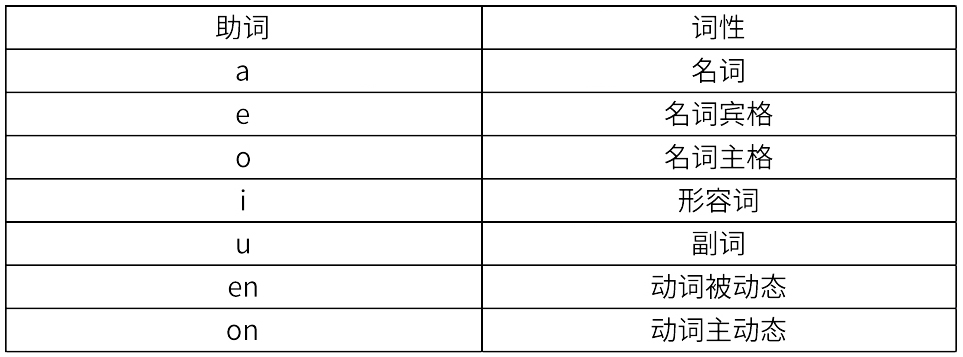 助词 词性
a 名词
e 名词宾格
o 名词主格
i 形容词
u 副词
en 动词被动态
on 动词主动态